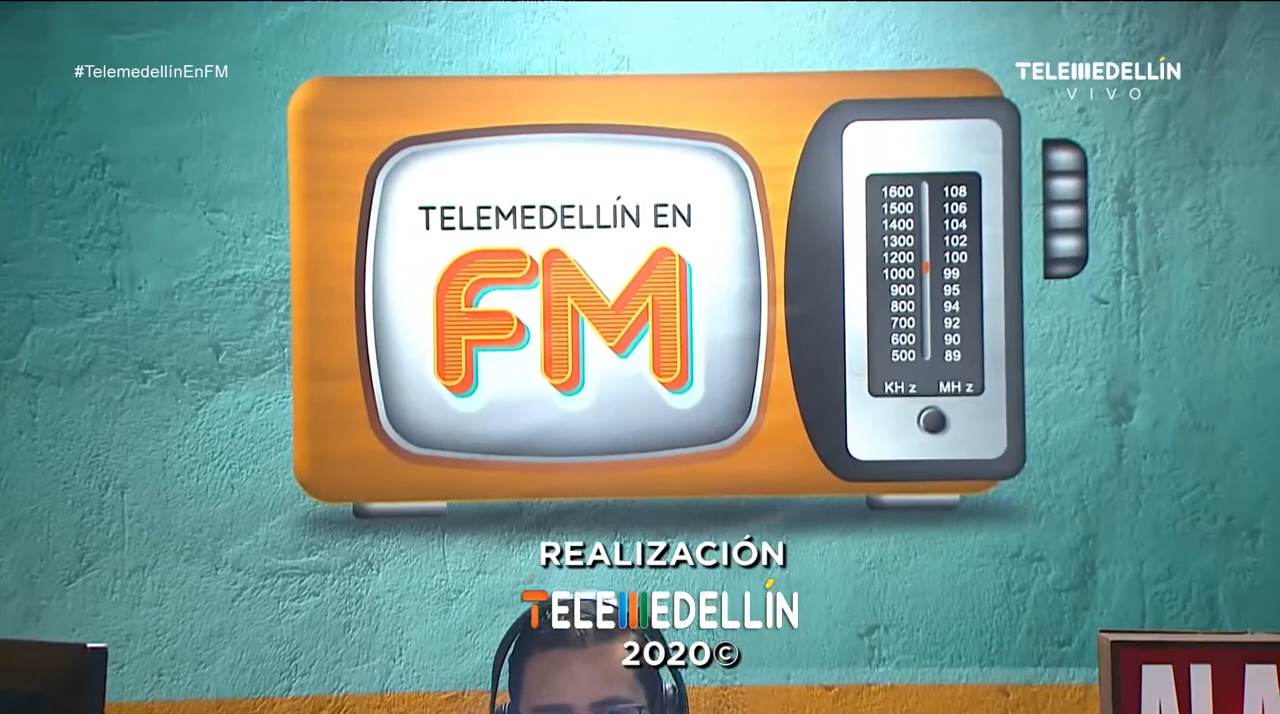 #TelemedellínEnFM
TELEMEDELLÍN
VIVO
TELEMEDELLÍN EN
FM
1600 108
1500 106
1400 104
1300 102
1200 100
1000 99
900 95
800 94
700 92
600 90
500 89
KHz MHz
REALIZACIÓN
TELEMEDELLÍN
2020©